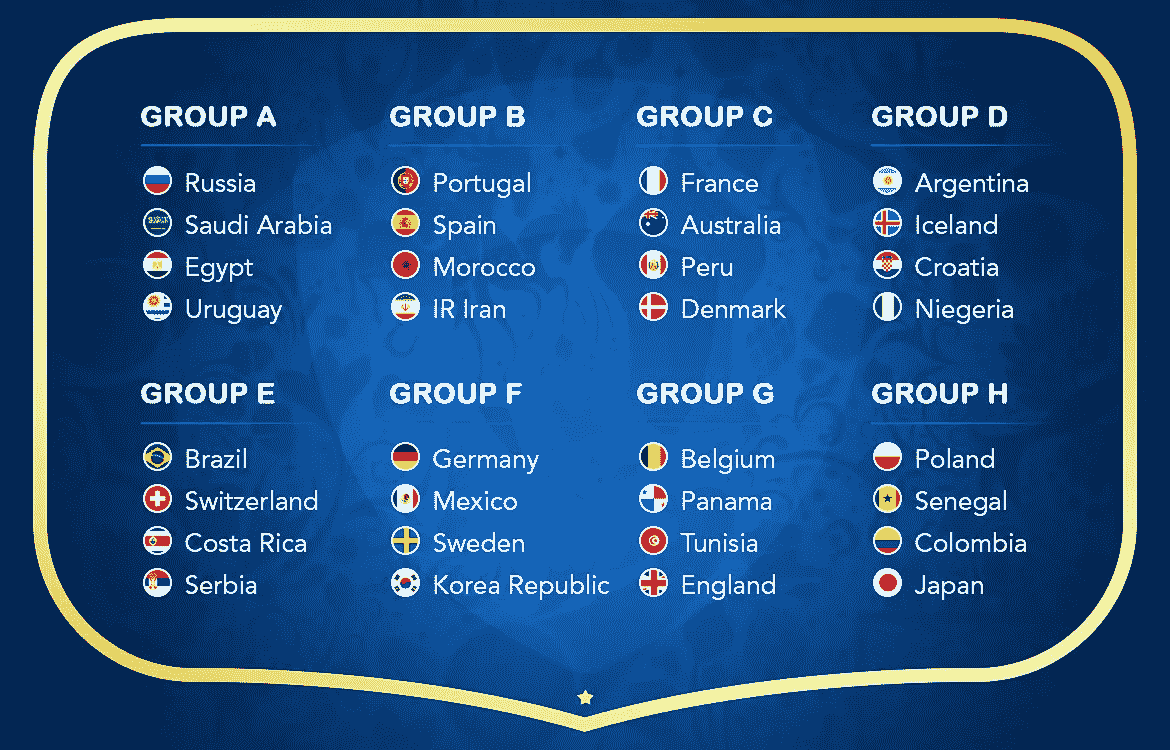 GROUP A
Russia
Saudi Arabia
Egypt
Uruguay
GROUP B
Portugal
Spain
Morocco
IR Iran
GROUP C
France
Australia
Peru
Denmark
GROUP D
Argentina
Iceland
Croatia
Niegeria
GROUP E
Brazil
Switzerland
Costa Rica
Serbia
GROUP F
Germany
Mexico
Sweden
Korea Republic
GROUP G
Belgium
Panama
Tunisia
England
GROUP H
Poland
Senegal
Colombia
Japan